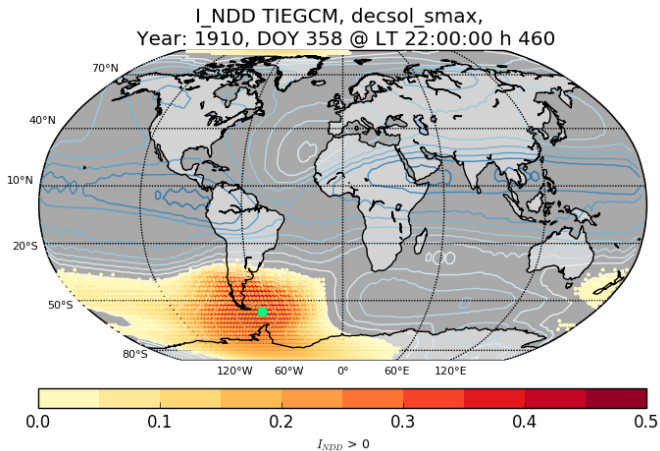 I_NDD TIEGCM, decsol_smax,
Year: 1910, DOY 358 @ LT 22:00:00 h 460
70°N
40°N
10°N
20°S
50°S
80°S
120°W 60°W 0° 60°E 120°E
0.0 0.1 0.2 0.3 0.4 0.5
I_NDD > 0